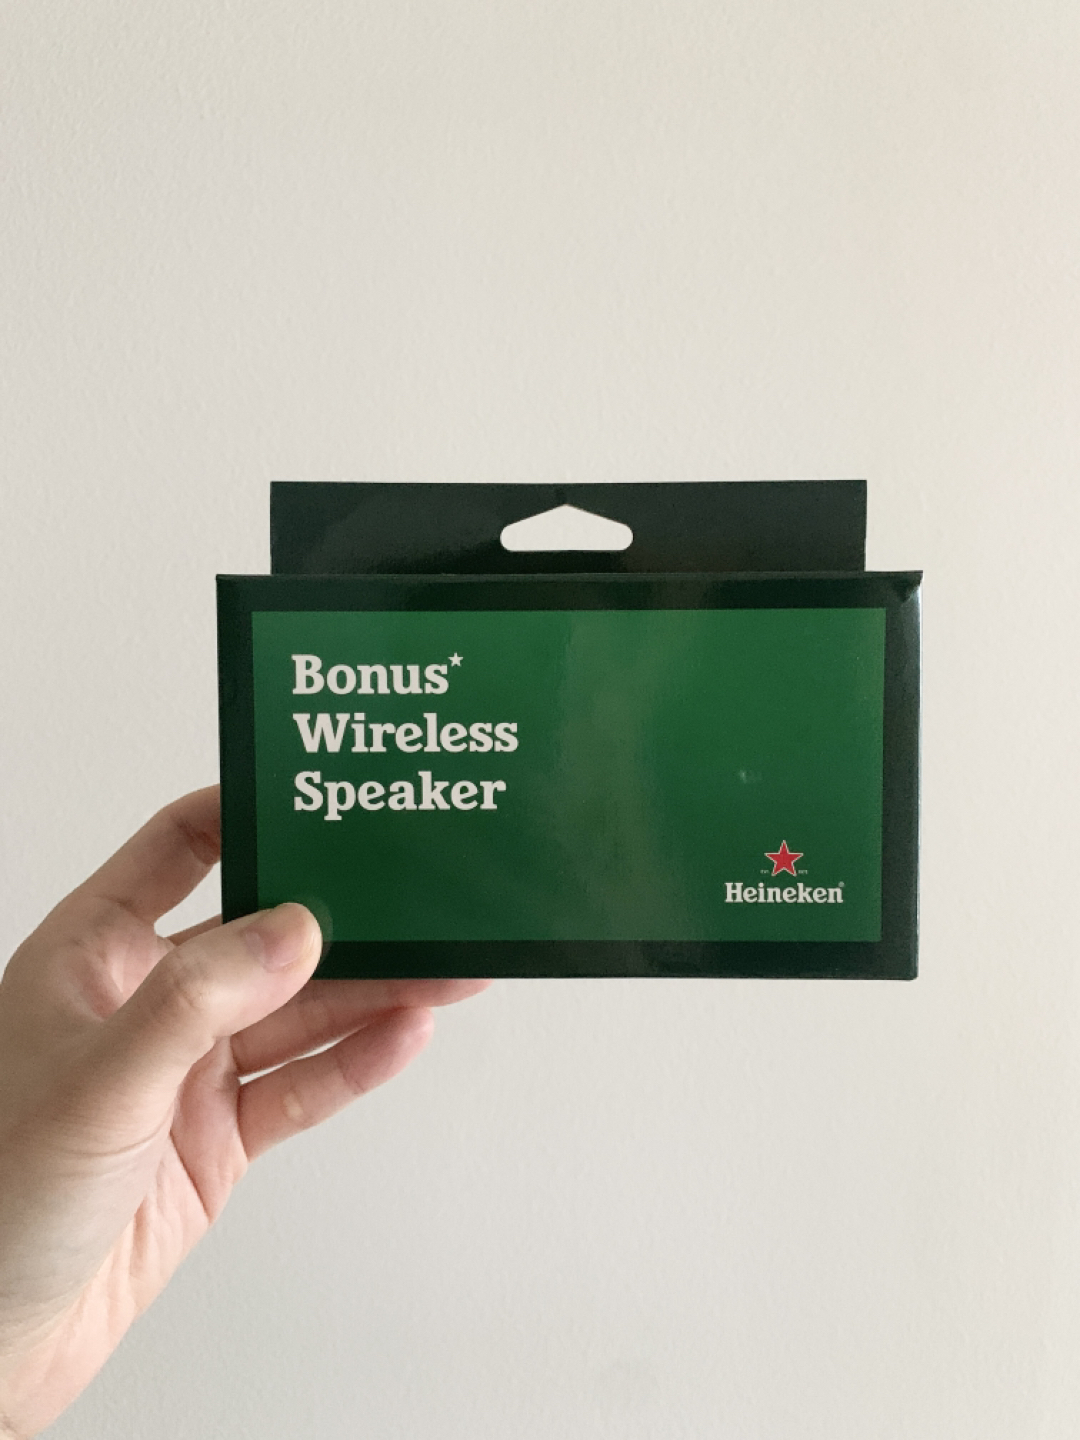 Bonus*
Wireless
Speaker
Heineken®